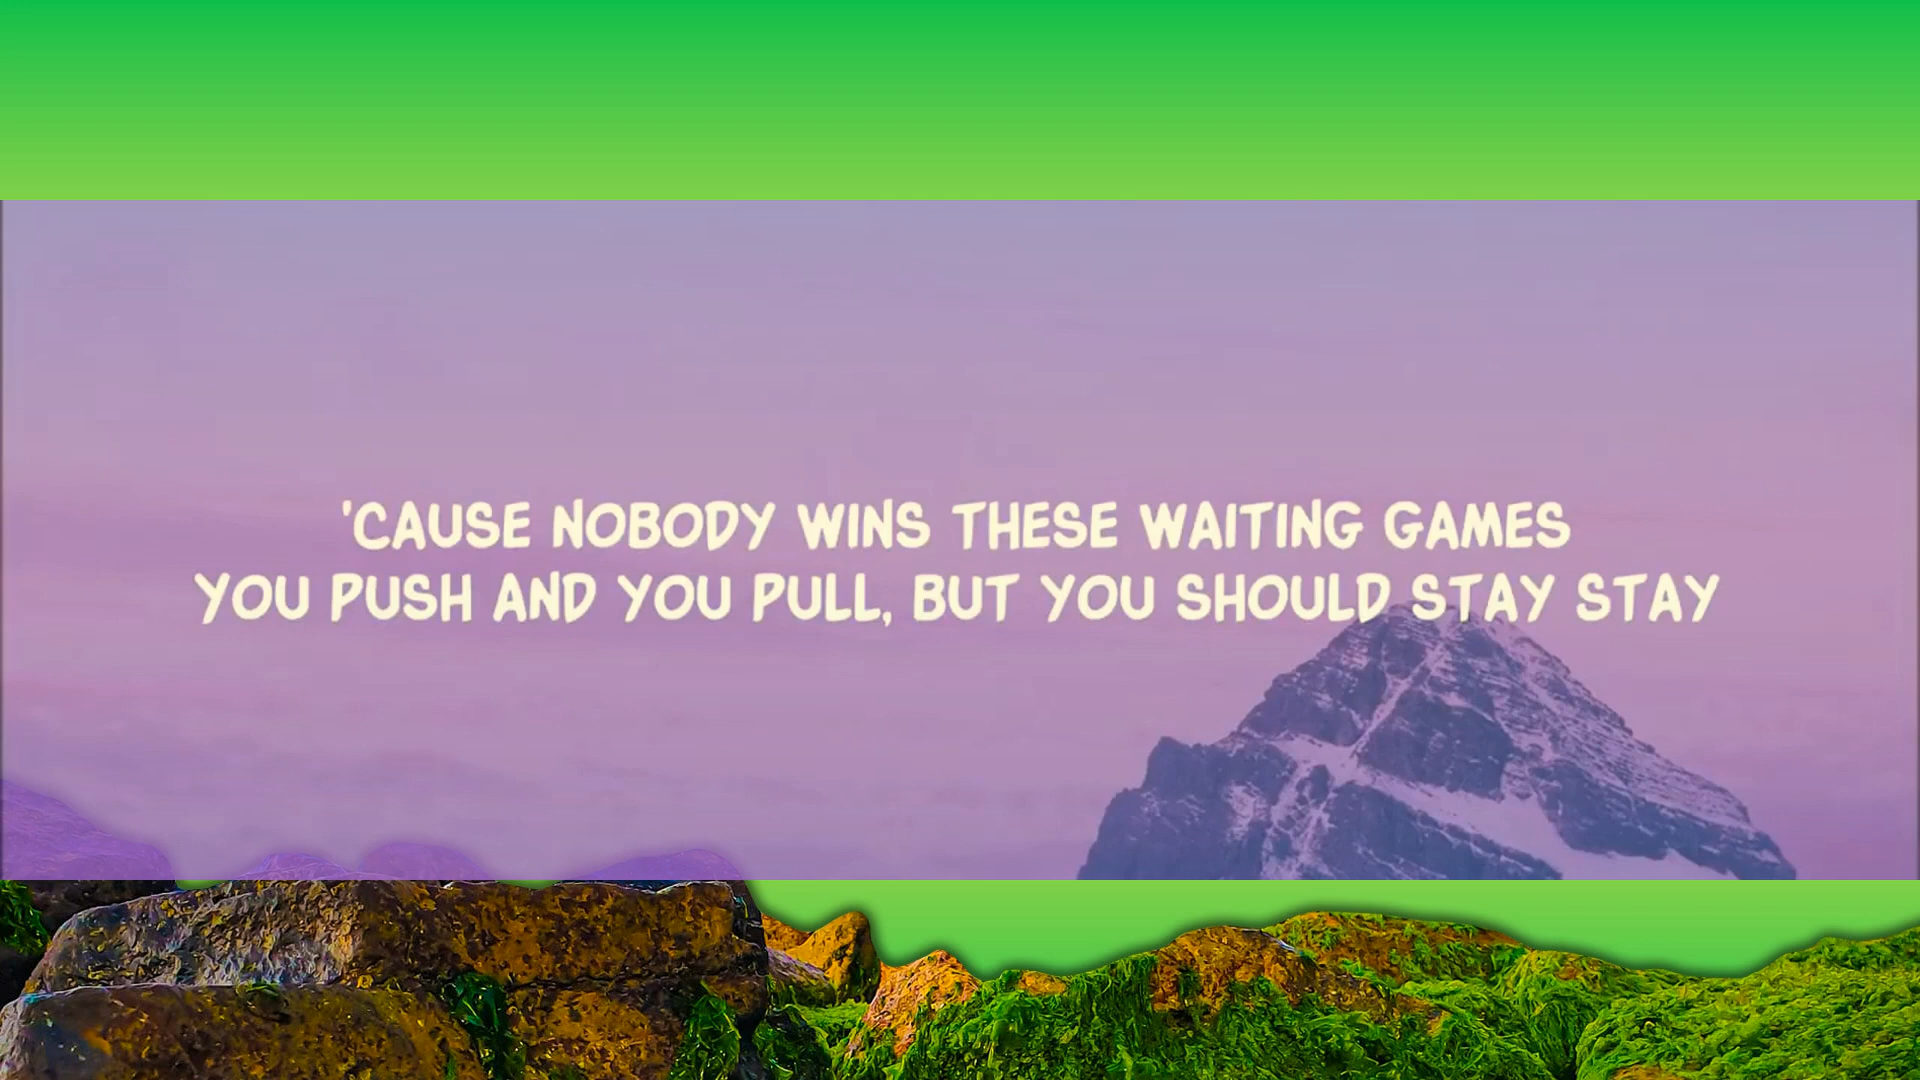 'CAUSE NOBODY WINS THESE WAITING GAMES
YOU PUSH AND YOU PULL, BUT YOU SHOULD STAY STAY